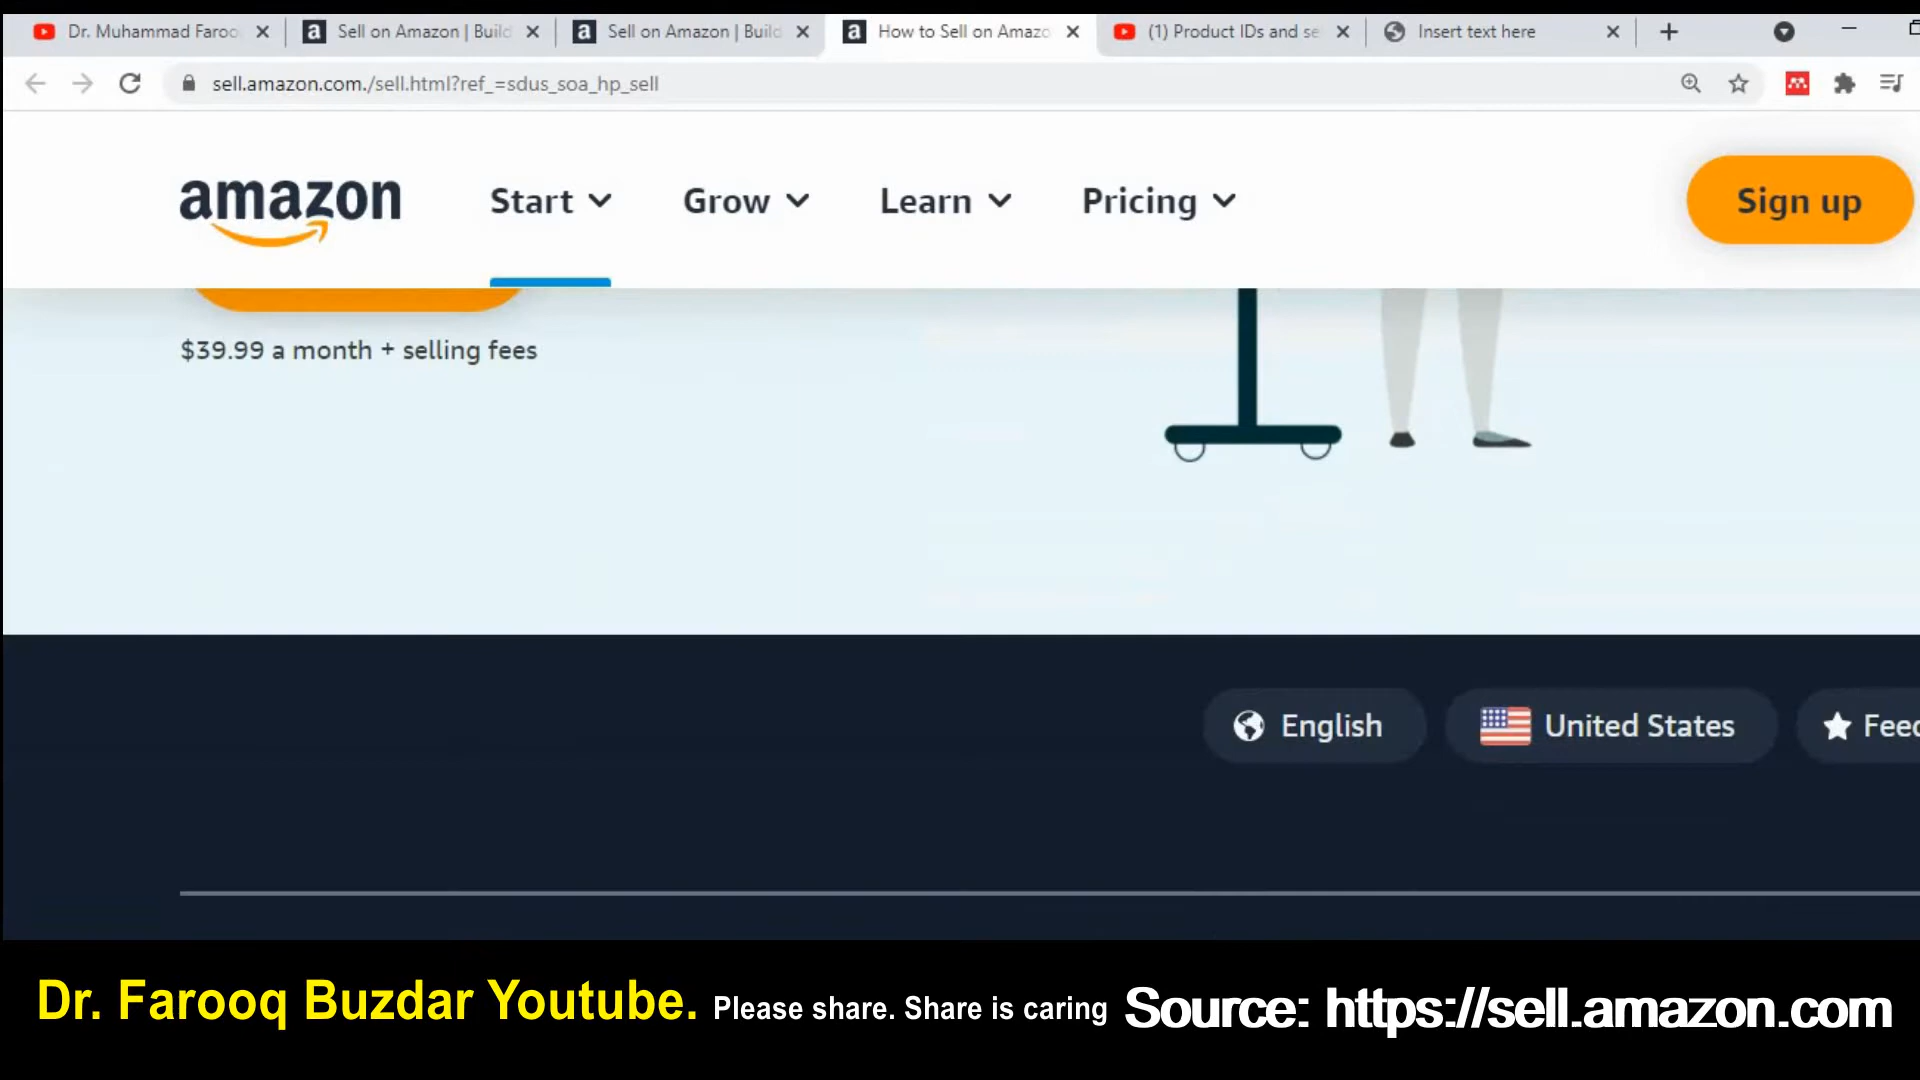 Dr. Muhammad Faroo
Sell on Amazon | Build
Sell on Amazon | Build
How to Sell on Amazo
(1) Product IDs and se
Insert text here
sell.amazon.com./sell.html?ref_=sdus_soa_hp_sell
amazon
Start
Grow
Learn
Pricing
Sign up
$39.99 a month + selling fees
English
United States
Feed
Dr. Farooq Buzdar Youtube. Please share. Share is caring Source: https://sell.amazon.com